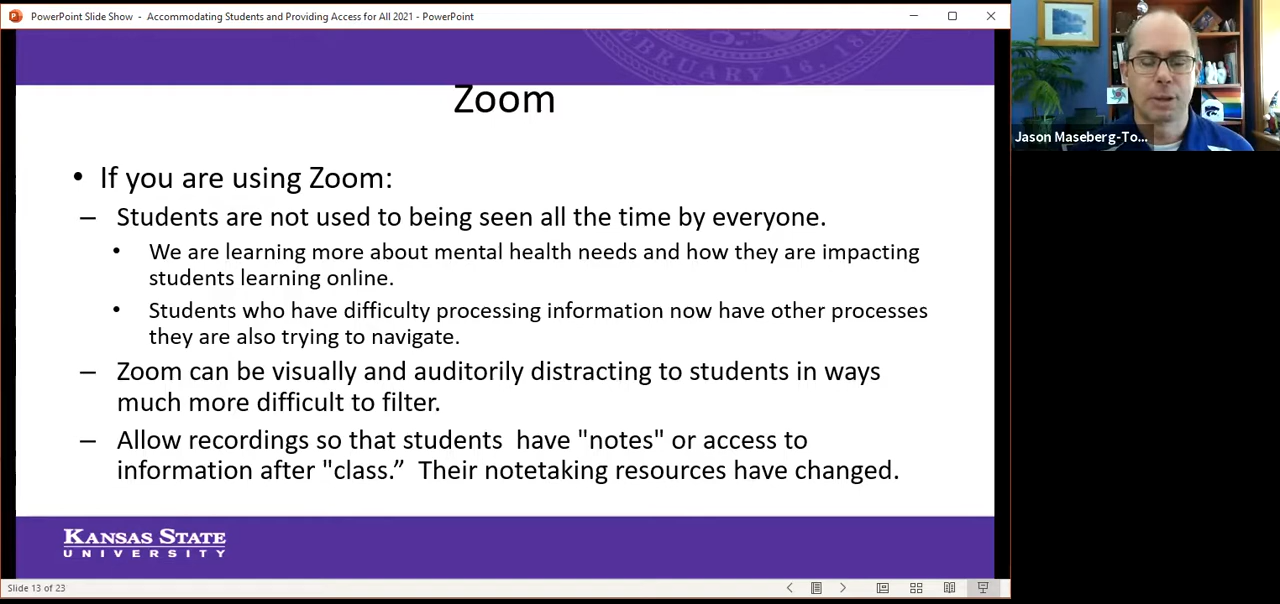 PowerPoint Slide Show - Accommodating Students and Providing Access for All 2021 - PowerPoint
FEBRUARY 16, 186
Zoom
• If you are using Zoom:
– Students are not used to being seen all the time by everyone.
• We are learning more about mental health needs and how they are impacting
students learning online.
• Students who have difficulty processing information now have other processes
they are also trying to navigate.
– Zoom can be visually and auditorily distracting to students in ways
much more difficult to filter.
– Allow recordings so that students  have "notes" or access to
information after "class.”  Their notetaking resources have changed.
KANSAS STATE
UNIVERSITY
Slide 13 of 23
Jason Maseberg-To...